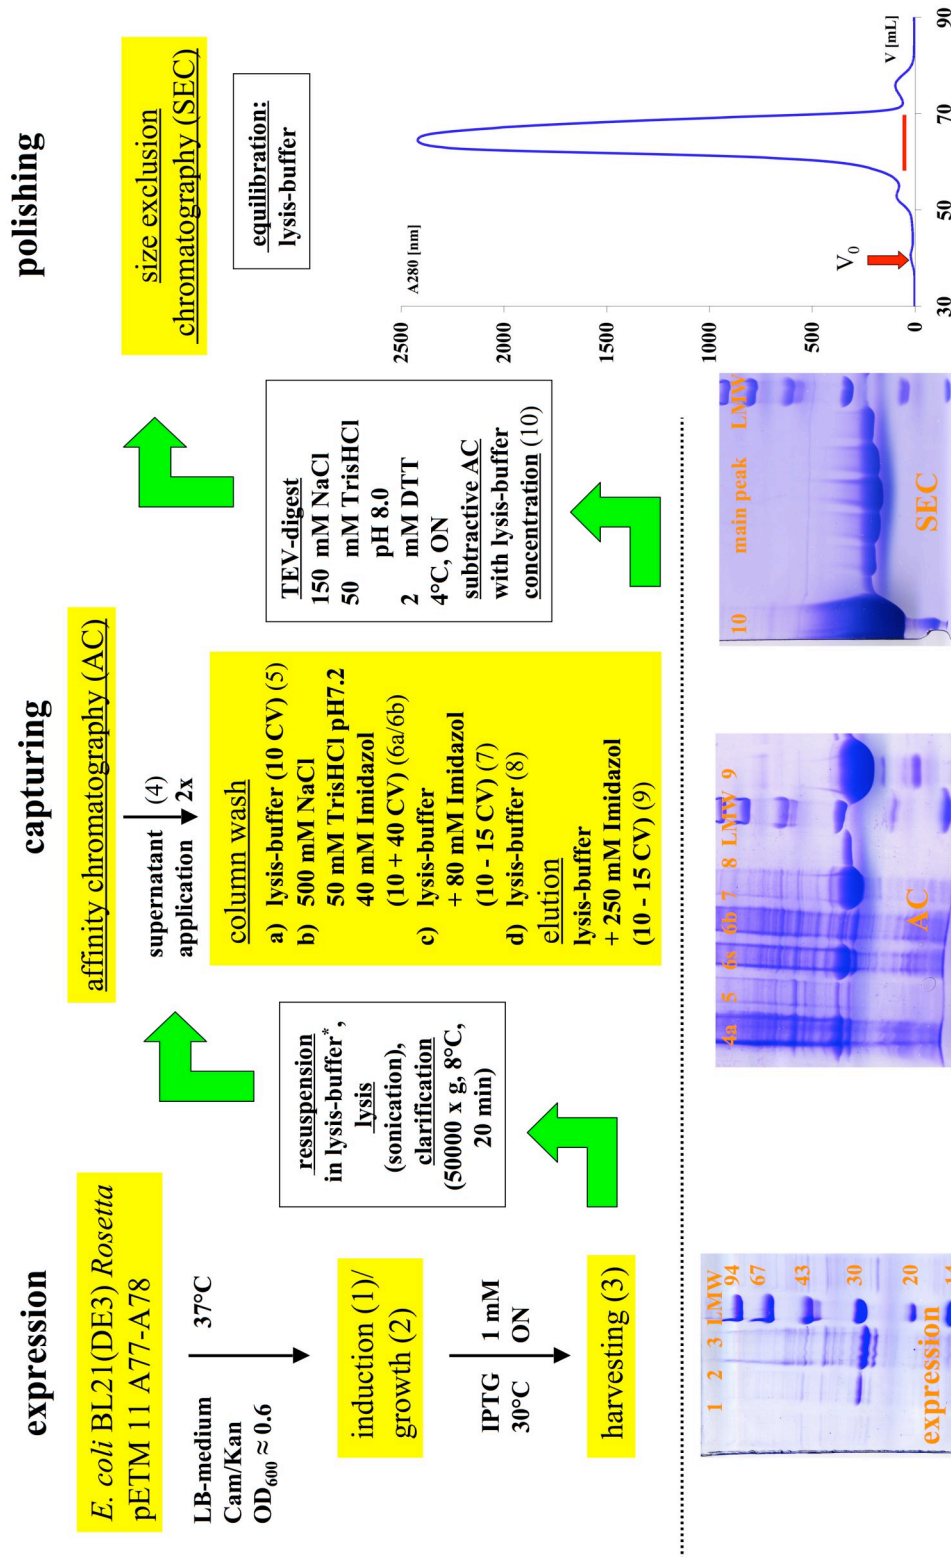 expression
E. coli BL21(DE3) Rosetta
pETM 11 A77-A78
LB-medium
Cam/Kan
OD600 ≈ 0.6
37°C
induction (1)/
growth (2)
IPTG 1 mM
30°C ON
harvesting (3)
resuspension
in lysis-buffer*,
lysis
(sonication),
clarification
(50000 x g, 8°C,
20 min)
capturing
affinity chromatography (AC)
supernatant (4)
application 2x
column wash
a) lysis-buffer (10 CV) (5)
b) 500 mM NaCl
50 mM TrisHCl pH7.2
40 mM Imidazol
(10 + 40 CV) (6a/6b)
c) lysis-buffer
+ 80 mM Imidazol
(10 - 15 CV) (7)
d) lysis-buffer (8)
elution
lysis-buffer
+ 250 mM Imidazol
(10 - 15 CV) (9)
TEV-digest
150 mM NaCl
50 mM TrisHCl
pH 8.0
2 mM DTT
4°C, ON
subtractive AC
with lysis-buffer
concentration (10)
polishing
size exclusion
chromatography (SEC)
equilibration:
lysis-buffer
A280 [nm]
2500
2000
1500
1000
500
0
V0
V [mL]
30 50 70 90
1 2 3 LMW
94
67
43
30
20
expression
4a 5 6s 6b 7 8 LMW 9
AC
10 main peak LMW
SEC